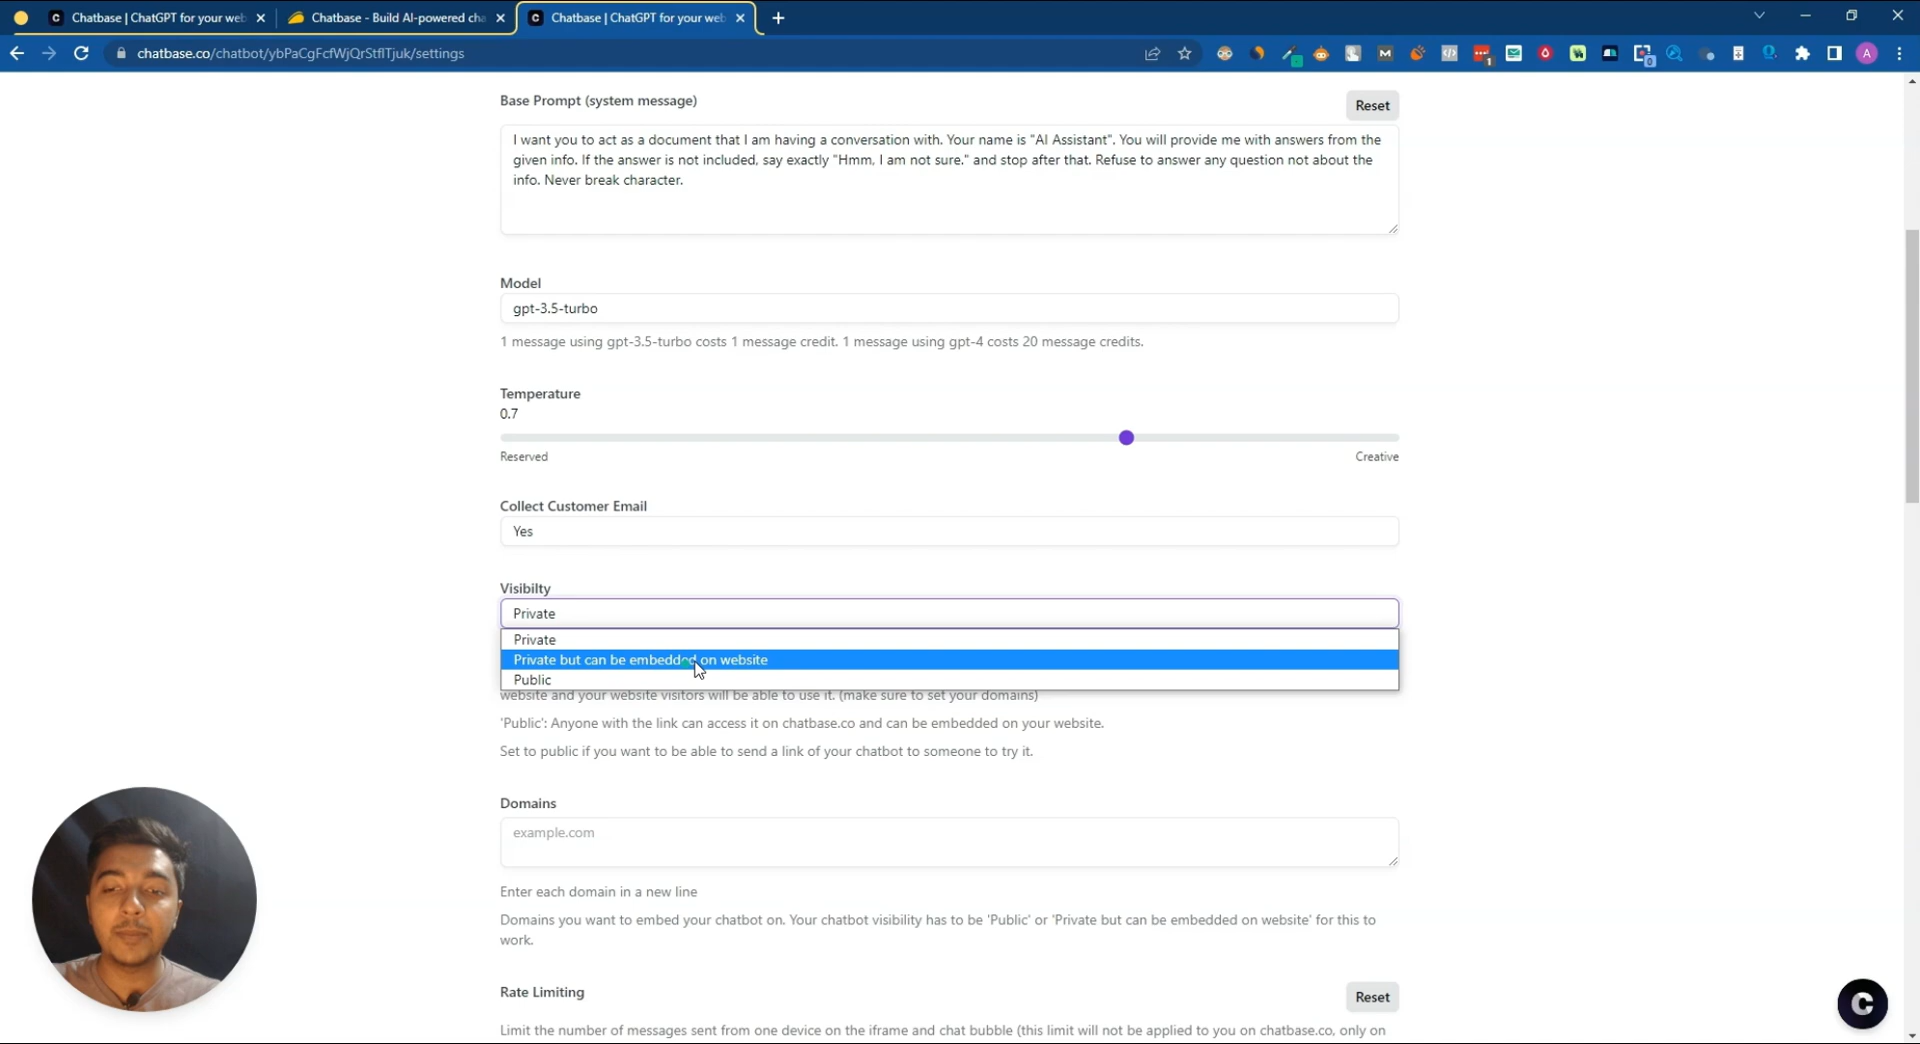 Chatbase | ChatGPT for your web
Chatbase - Build AI-powered cha
Chatbase | ChatGPT for your web
chatbase.co/chatbot/ybPaCgFcfWjQrStflTjuk/settings
Base Prompt (system message)
Reset
I want you to act as a document that I am having a conversation with. Your name is "AI Assistant". You will provide me with answers from the
given info. If the answer is not included, say exactly "Hmm, I am not sure." and stop after that. Refuse to answer any question not about the
info. Never break character.
Model
gpt-3.5-turbo
1 message using gpt-3.5-turbo costs 1 message credit. 1 message using gpt-4 costs 20 message credits.
Temperature
0.7
Reserved
Creative
Collect Customer Email
Yes
Visibilty
Private
Private
Private but can be embedded on website
Public
website and your website visitors will be able to use it. (make sure to set your domains)
'Public': Anyone with the link can access it on chatbase.co and can be embedded on your website.
Set to public if you want to be able to send a link of your chatbot to someone to try it.
Domains
example.com
Enter each domain in a new line
Domains you want to embed your chatbot on. Your chatbot visibility has to be 'Public' or 'Private but can be embedded on website' for this to
work.
Rate Limiting
Reset
Limit the number of messages sent from one device on the iframe and chat bubble (this limit will not be applied to you on chatbase.co, only on